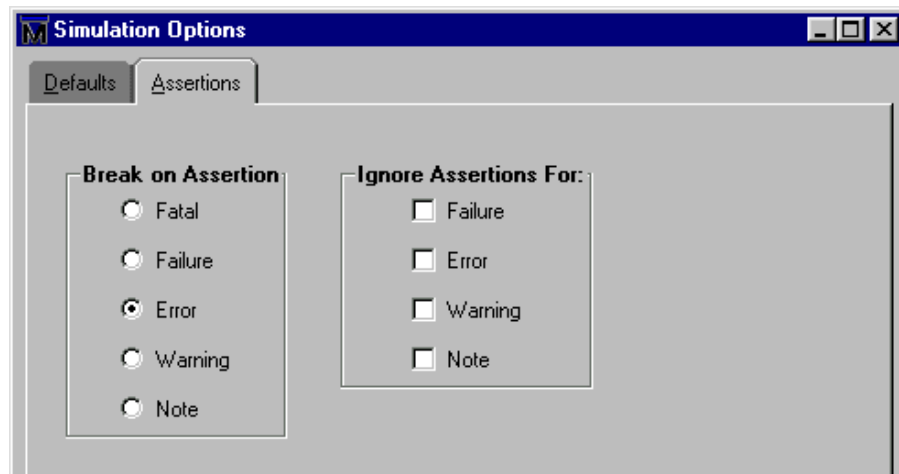 Simulation Options
Defaults
Assertions
Break on Assertion
Fatal
Failure
Error
Warning
Note
Ignore Assertions For:
Failure
Error
Warning
Note